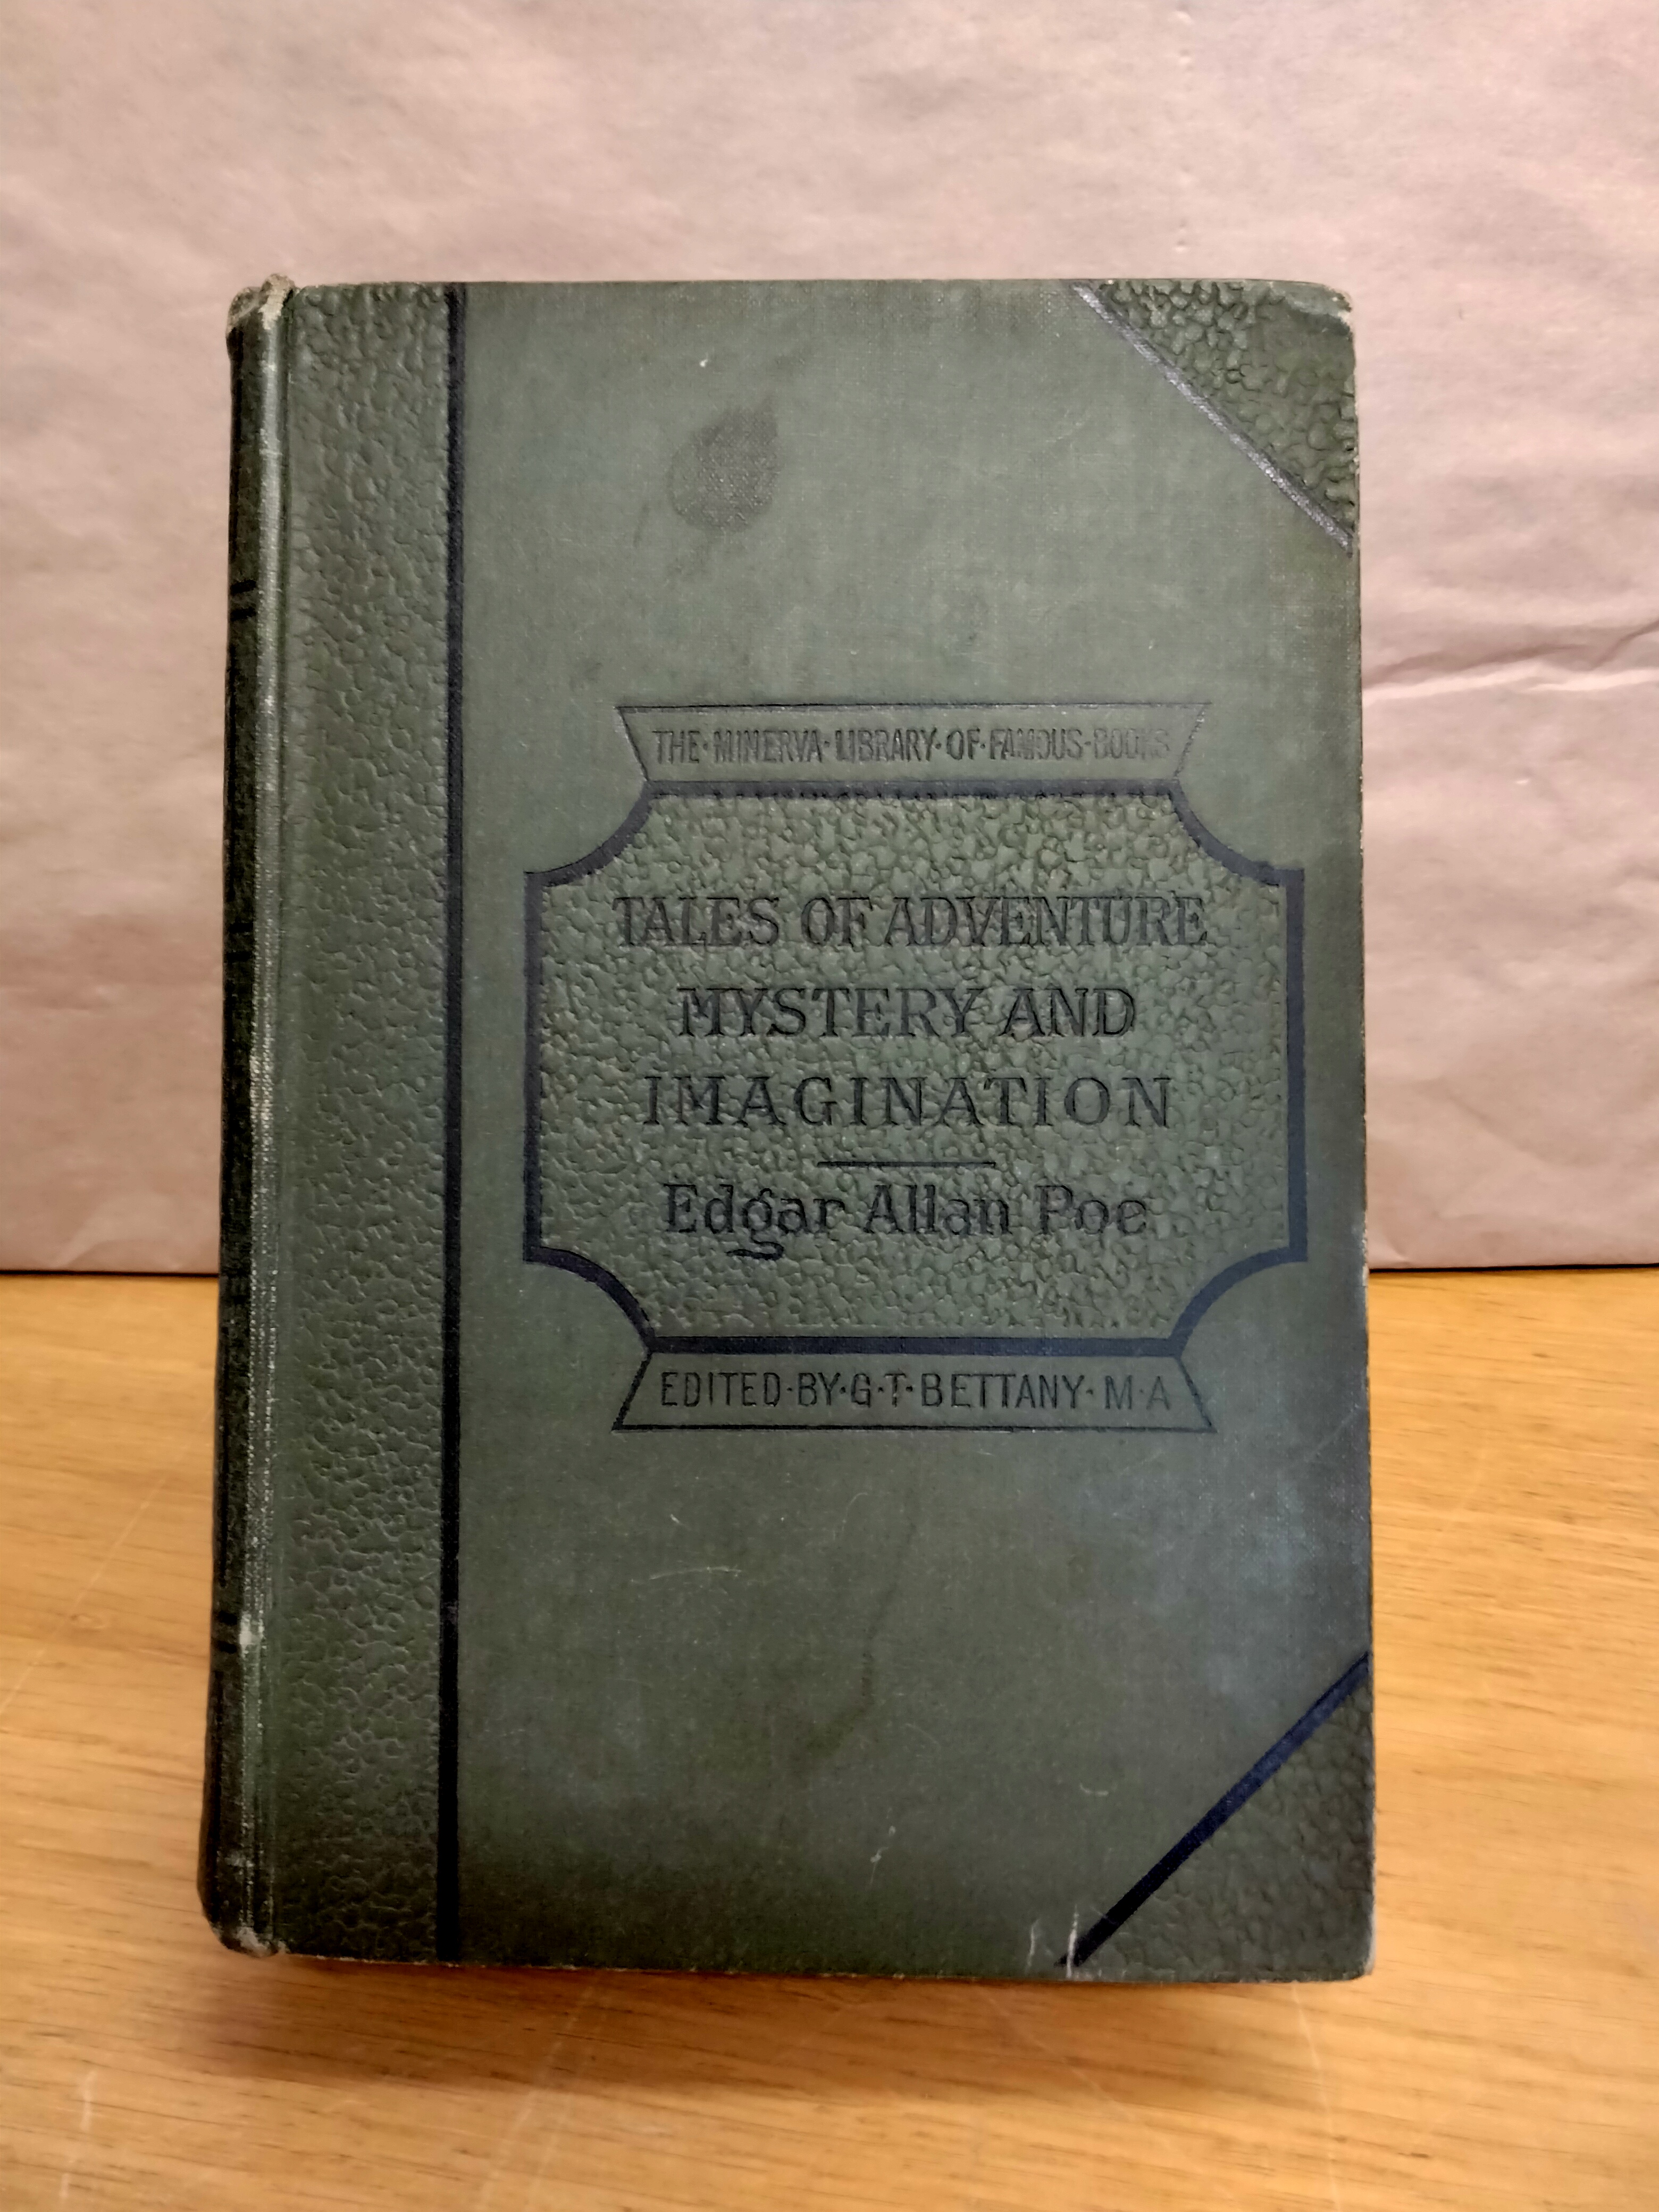 THE·MINERVA·LIBRARY·OF·FAMOUS·BOOKS
TALES OF ADVENTURE
MYSTERY AND
IMAGINATION
Edgar Allan Poe
EDITED·BY·G·T·BETTANY·M·A